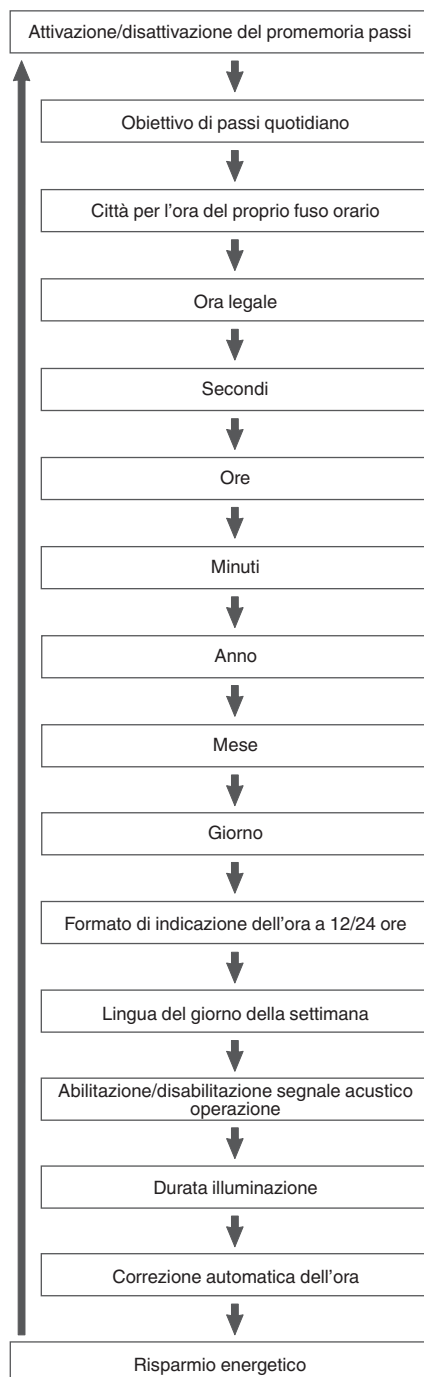 Attivazione/disattivazione del promemoria passi
Obiettivo di passi quotidiano
Città per l'ora del proprio fuso orario
Ora legale
Secondi
Ore
Minuti
Anno
Mese
Giorno
Formato di indicazione dell'ora a 12/24 ore
Lingua del giorno della settimana
Abilitazione/disabilitazione segnale acustico
operazione
Durata illuminazione
Correzione automatica dell'ora
Risparmio energetico